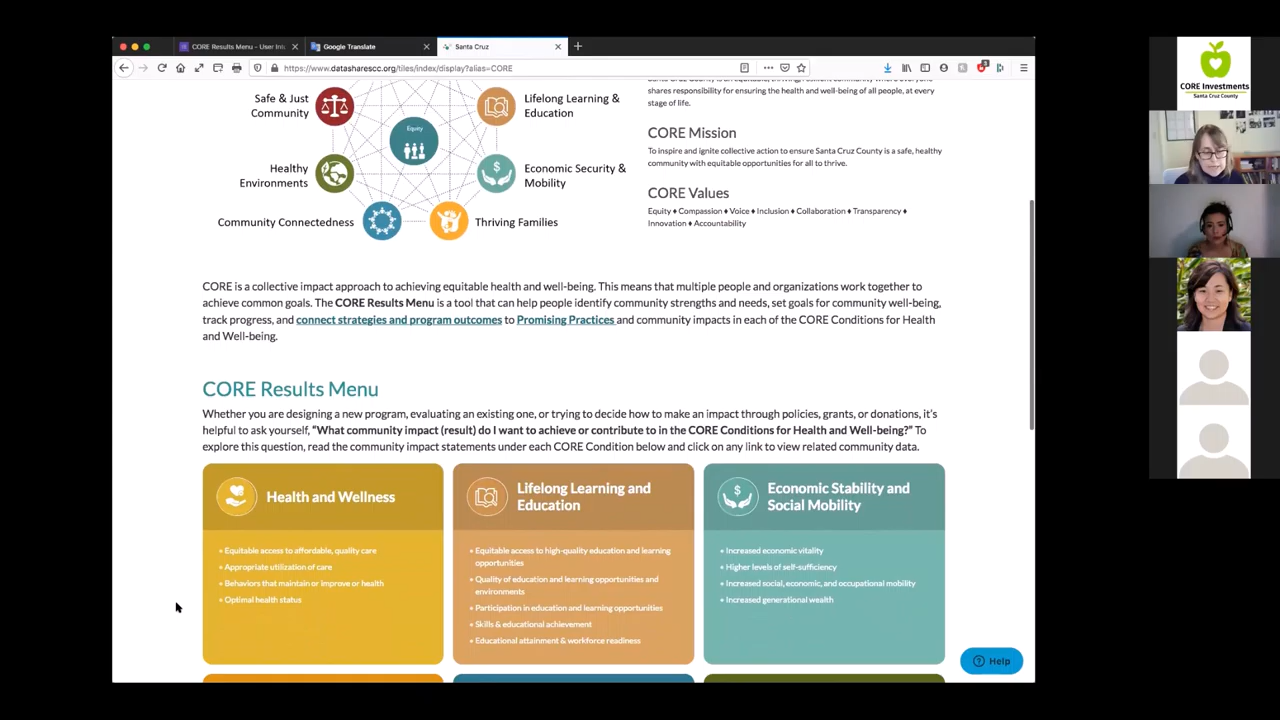 CORE Results Menu - User Int
Google Translate
Santa Cruz
https://www.datasharescc.org/tiles/index/display?alias=CORE
Safe & Just
Community
Equity
Lifelong Learning &
Education
Healthy
Environments
Economic Security &
Mobility
Community Connectedness
Thriving Families
shares responsibility for ensuring the health and well-being of all people, at every
stage of life.
CORE Mission
To inspire and ignite collective action to ensure Santa Cruz County is a safe, healthy
community with equitable opportunities for all to thrive.
CORE Values
Equity ♦ Compassion ♦ Voice ♦ Inclusion ♦ Collaboration ♦ Transparency ♦
Innovation ♦ Accountability
CORE is a collective impact approach to achieving equitable health and well-being. This means that multiple people and organizations work together to
achieve common goals. The CORE Results Menu is a tool that can help people identify community strengths and needs, set goals for community well-being,
track progress, and connect strategies and program outcomes to Promising Practices and community impacts in each of the CORE Conditions for Health
and Well-being.
CORE Results Menu
Whether you are designing a new program, evaluating an existing one, or trying to decide how to make an impact through policies, grants, or donations, it's
helpful to ask yourself, "What community impact (result) do I want to achieve or contribute to in the CORE Conditions for Health and Well-being?" To
explore this question, read the community impact statements under each CORE Condition below and click on any link to view related community data.
Health and Wellness
• Equitable access to affordable, quality care
• Appropriate utilization of care
• Behaviors that maintain or improve or health
• Optimal health status
Lifelong Learning and
Education
• Equitable access to high-quality education and learning
opportunities
• Quality of education and learning opportunities and
environments
• Participation in education and learning opportunities
• Skills & educational achievement
• Educational attainment & workforce readiness
Economic Stability and
Social Mobility
• Increased economic vitality
• Higher levels of self-sufficiency
• Increased social, economic, and occupational mobility
• Increased generational wealth
Help
CORE Investments
Santa Cruz County